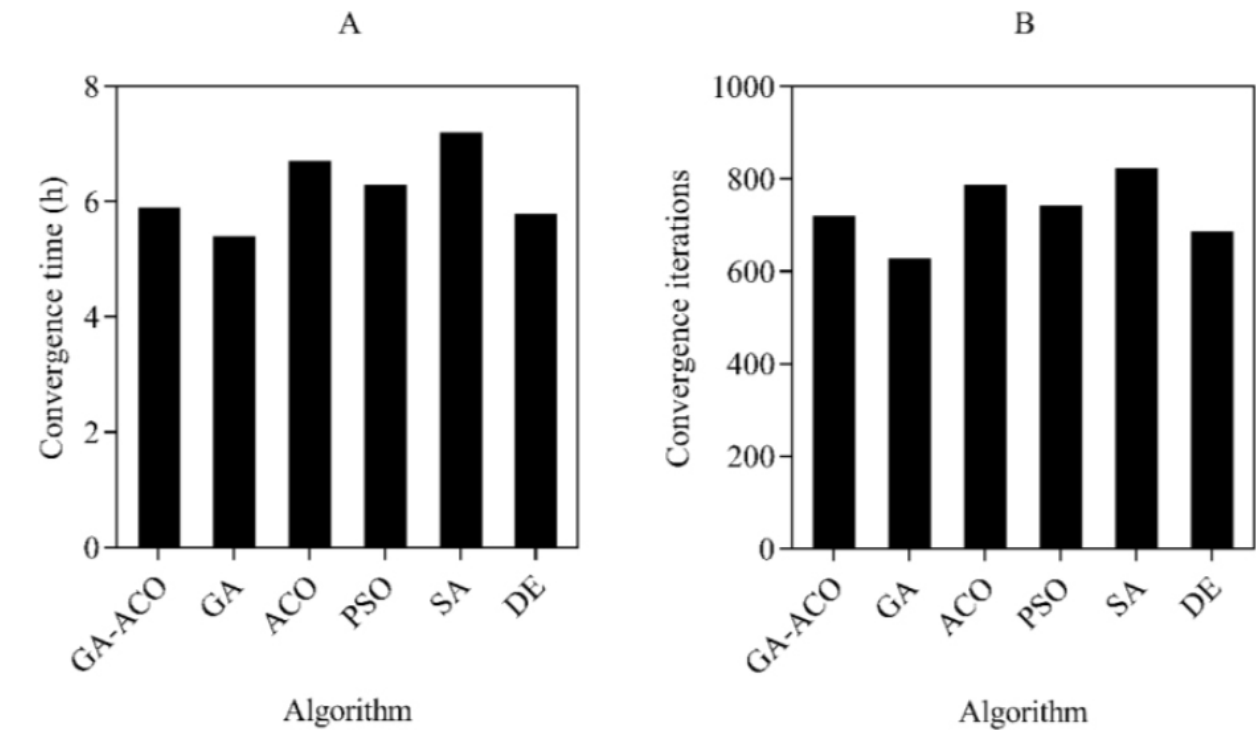 A
Convergence time (h)
8
6
4
2
0
GA-ACO
GA
ACO
PSO
SA
DE
Algorithm
B
Convergence iterations
1000
800
600
400
200
0
GA-ACO
GA
ACO
PSO
SA
DE
Algorithm